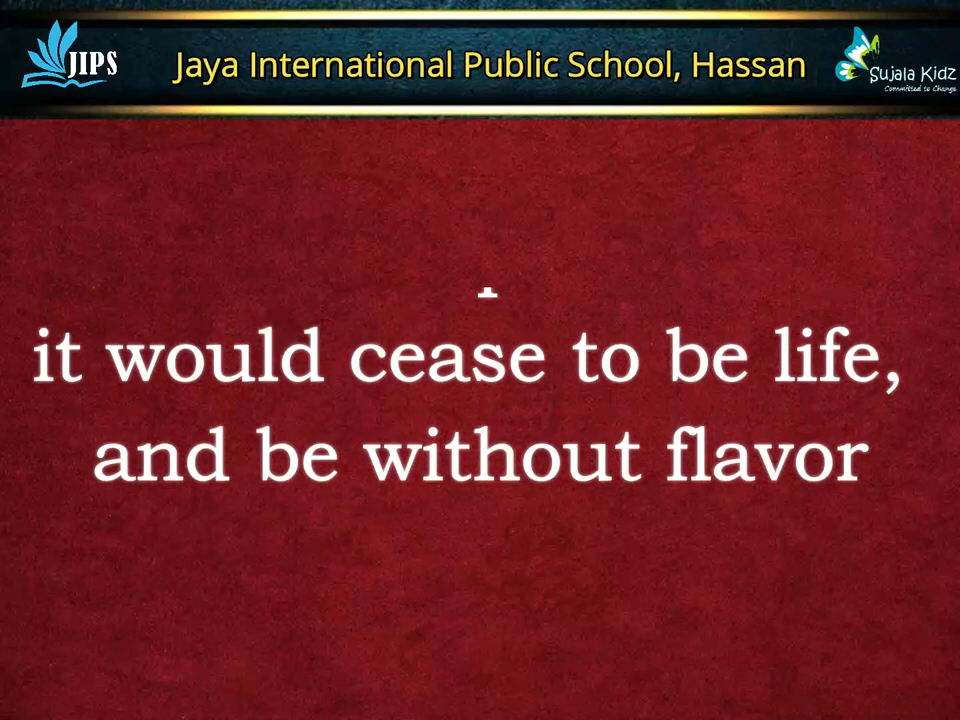 JIPS
Jaya International Public School, Hassan
Sujala Kidz
Committed to Change
it would cease to be life,
and be without flavor